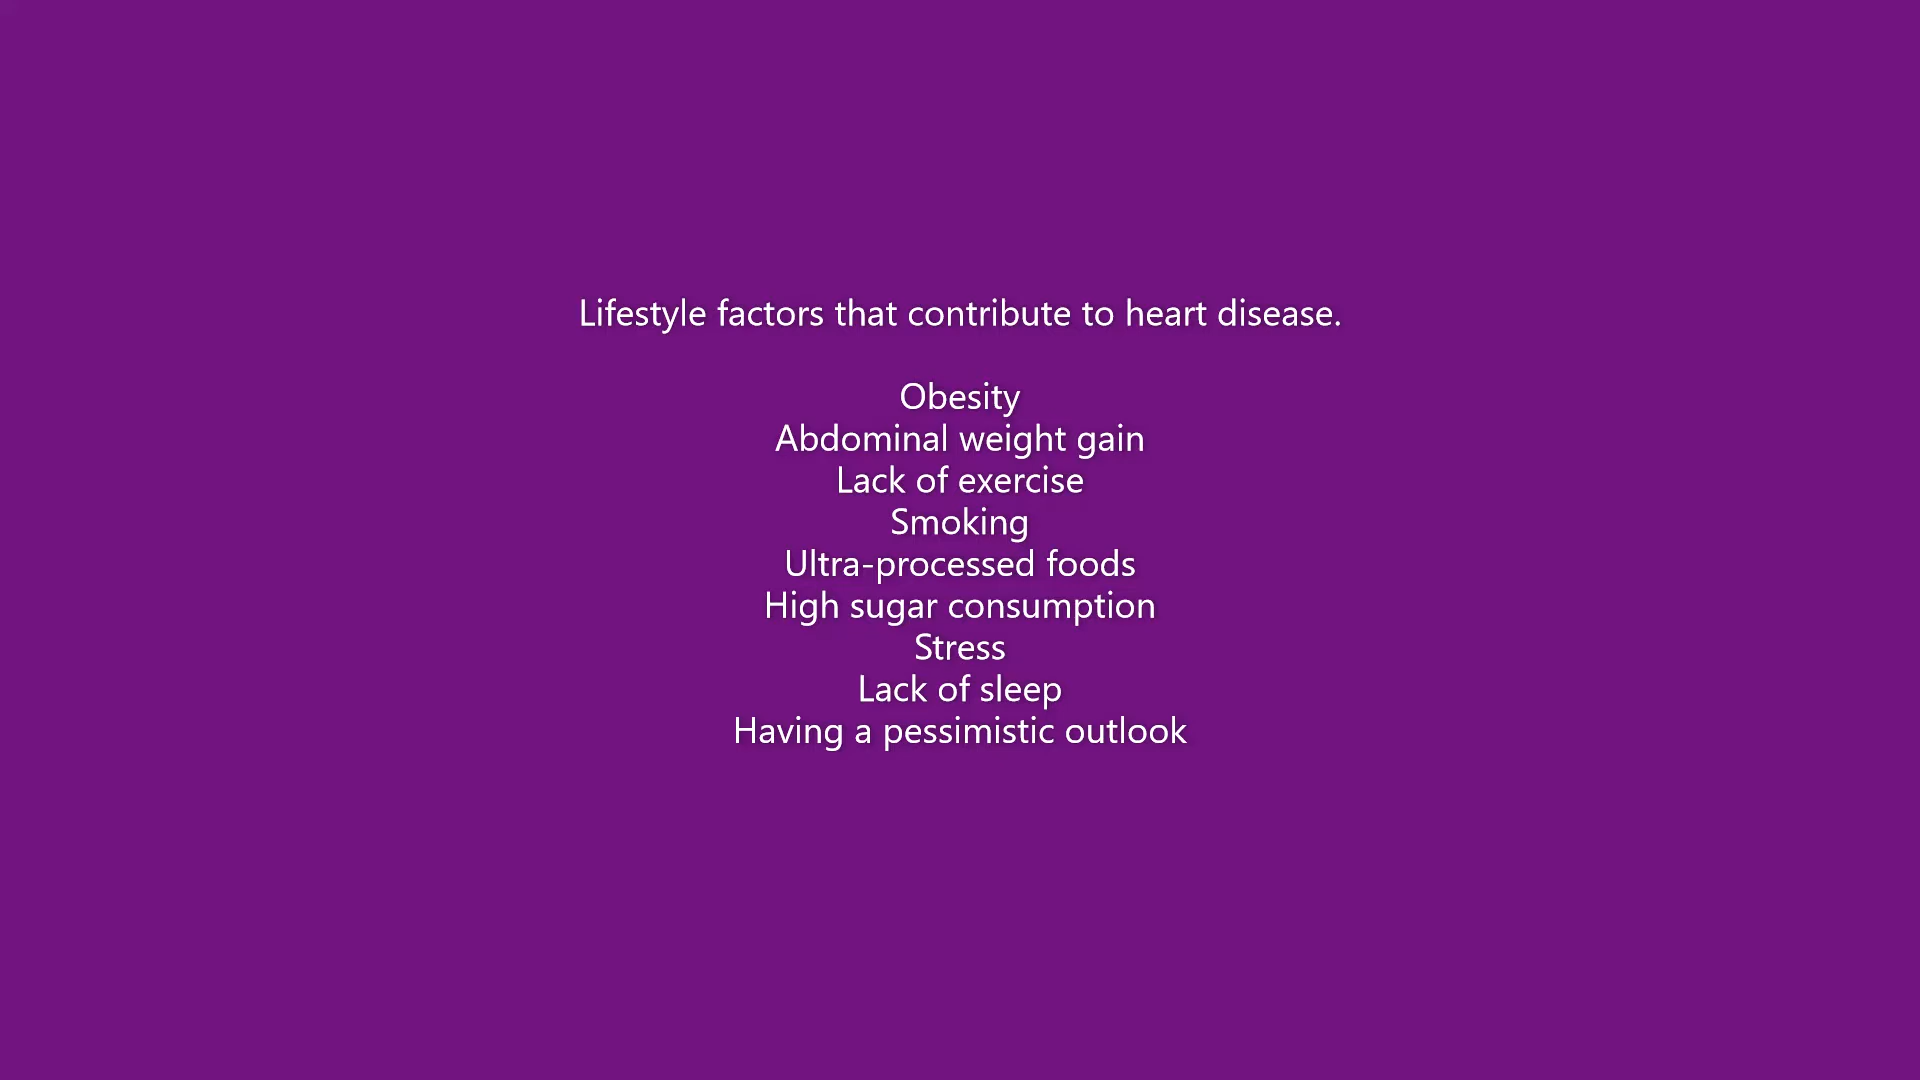 Lifestyle factors that contribute to heart disease.
Obesity
Abdominal weight gain
Lack of exercise
Smoking
Ultra-processed foods
High sugar consumption
Stress
Lack of sleep
Having a pessimistic outlook